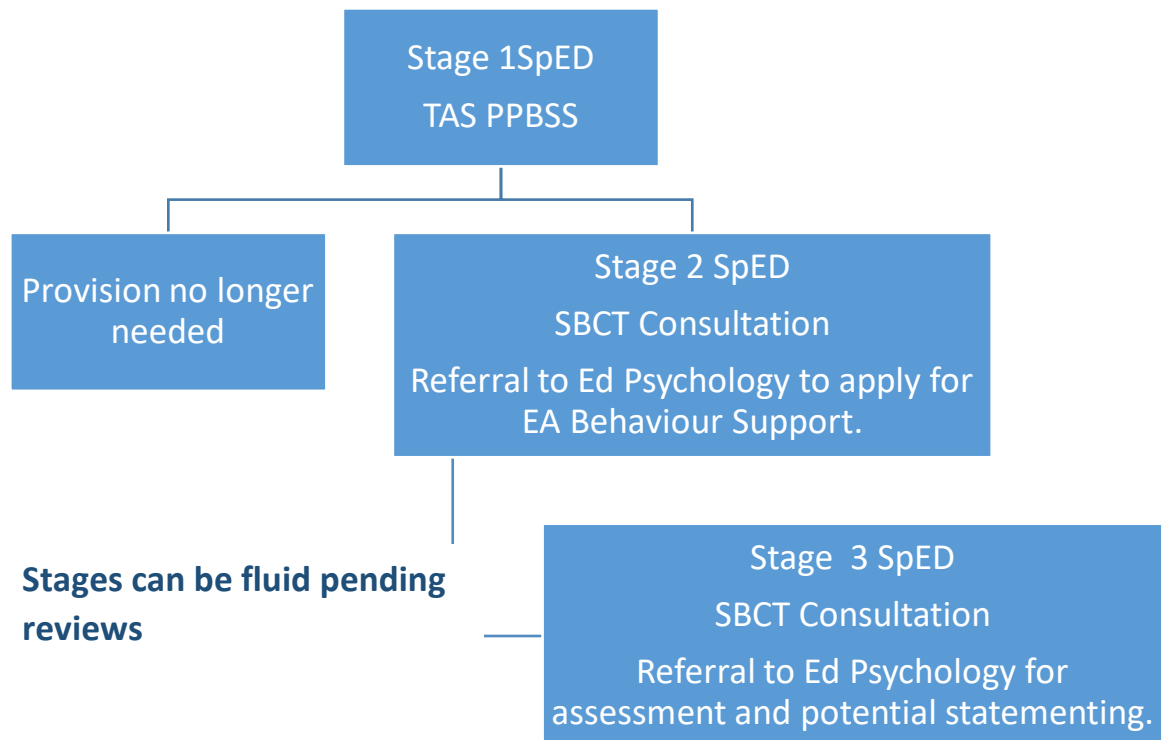 Stage 1SpED
TAS PPBSS
Provision no longer
needed
Stage 2 SpED
SBCT Consultation
Referral to Ed Psychology to apply for
EA Behaviour Support.
Stages can be fluid pending
reviews
Stage  3 SpED
SBCT Consultation
Referral to Ed Psychology for
assessment and potential statementing.